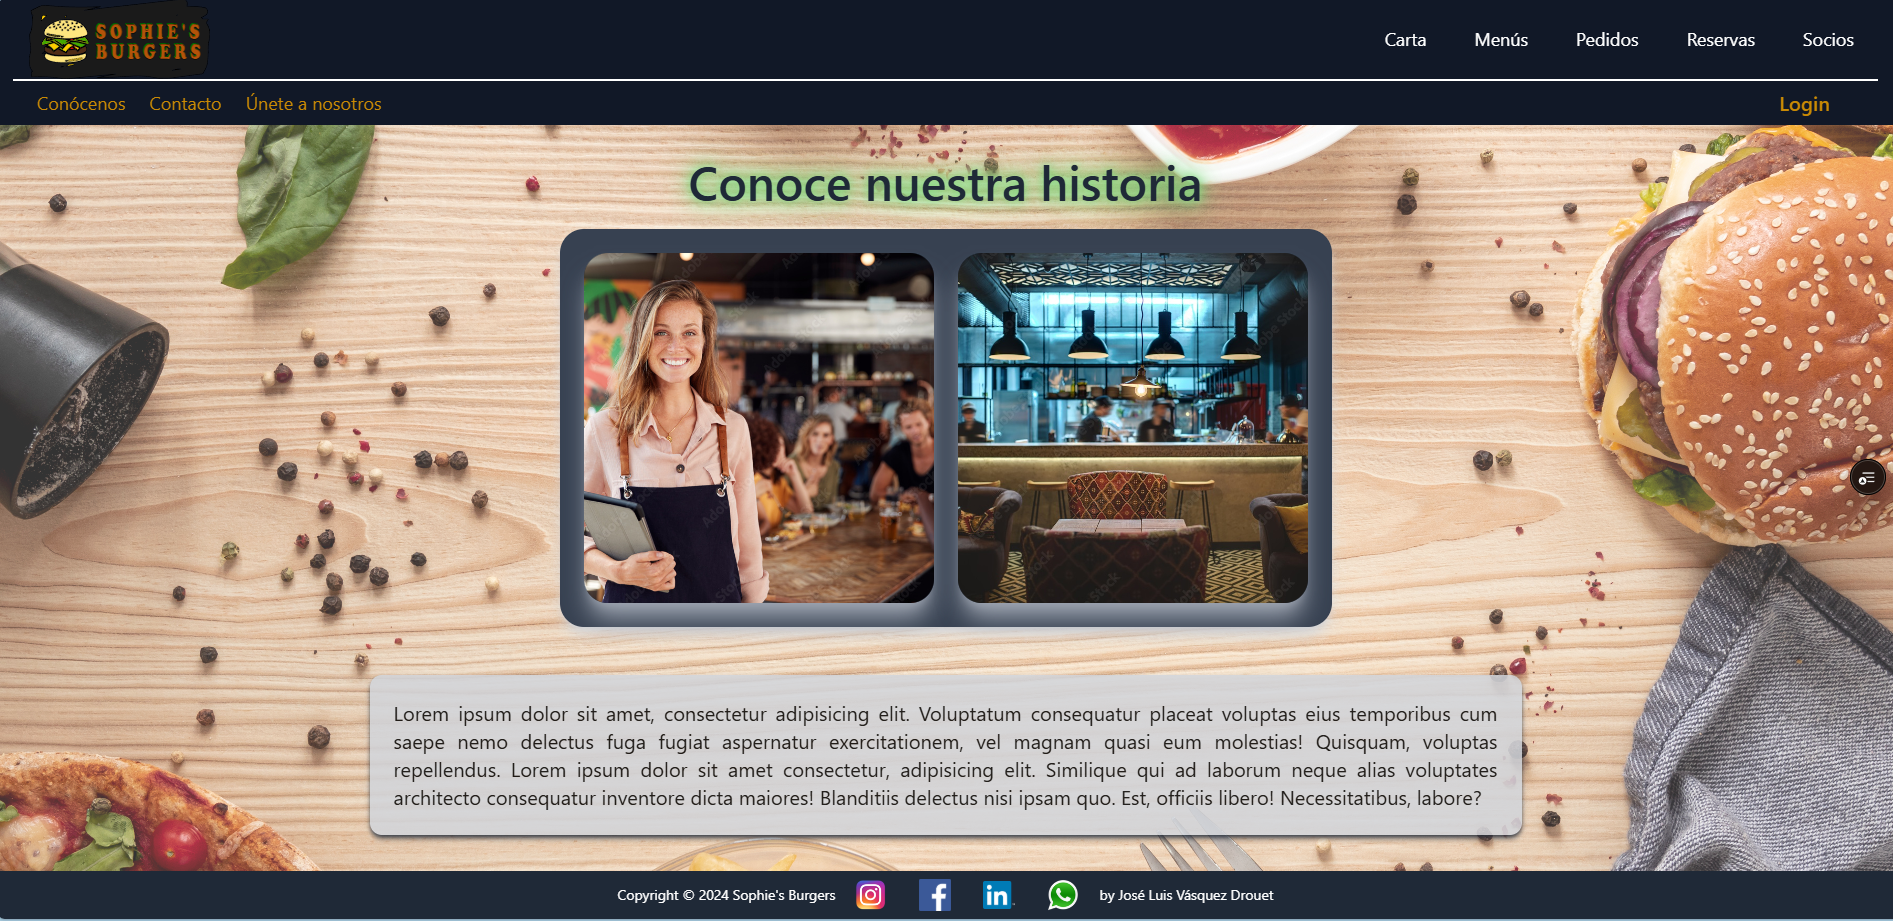 SOPHIE'S
BURGERS
Carta Menús Pedidos Reservas Socios
Conócenos Contacto Únete a nosotros Login
Conoce nuestra historia
Lorem ipsum dolor sit amet, consectetur adipisicing elit. Voluptatum consequatur placeat voluptas eius temporibus cum
saepe nemo delectus fuga fugiat aspernatur exercitationem, vel magnam quasi eum molestias! Quisquam, voluptas
repellendus. Lorem ipsum dolor sit amet consectetur, adipisicing elit. Similique qui ad laborum neque alias voluptates
architecto consequatur inventore dicta maiores! Blanditiis delectus nisi ipsam quo. Est, officiis libero! Necessitatibus, labore?
Copyright © 2024 Sophie's Burgers in by José Luis Vásquez Drouet